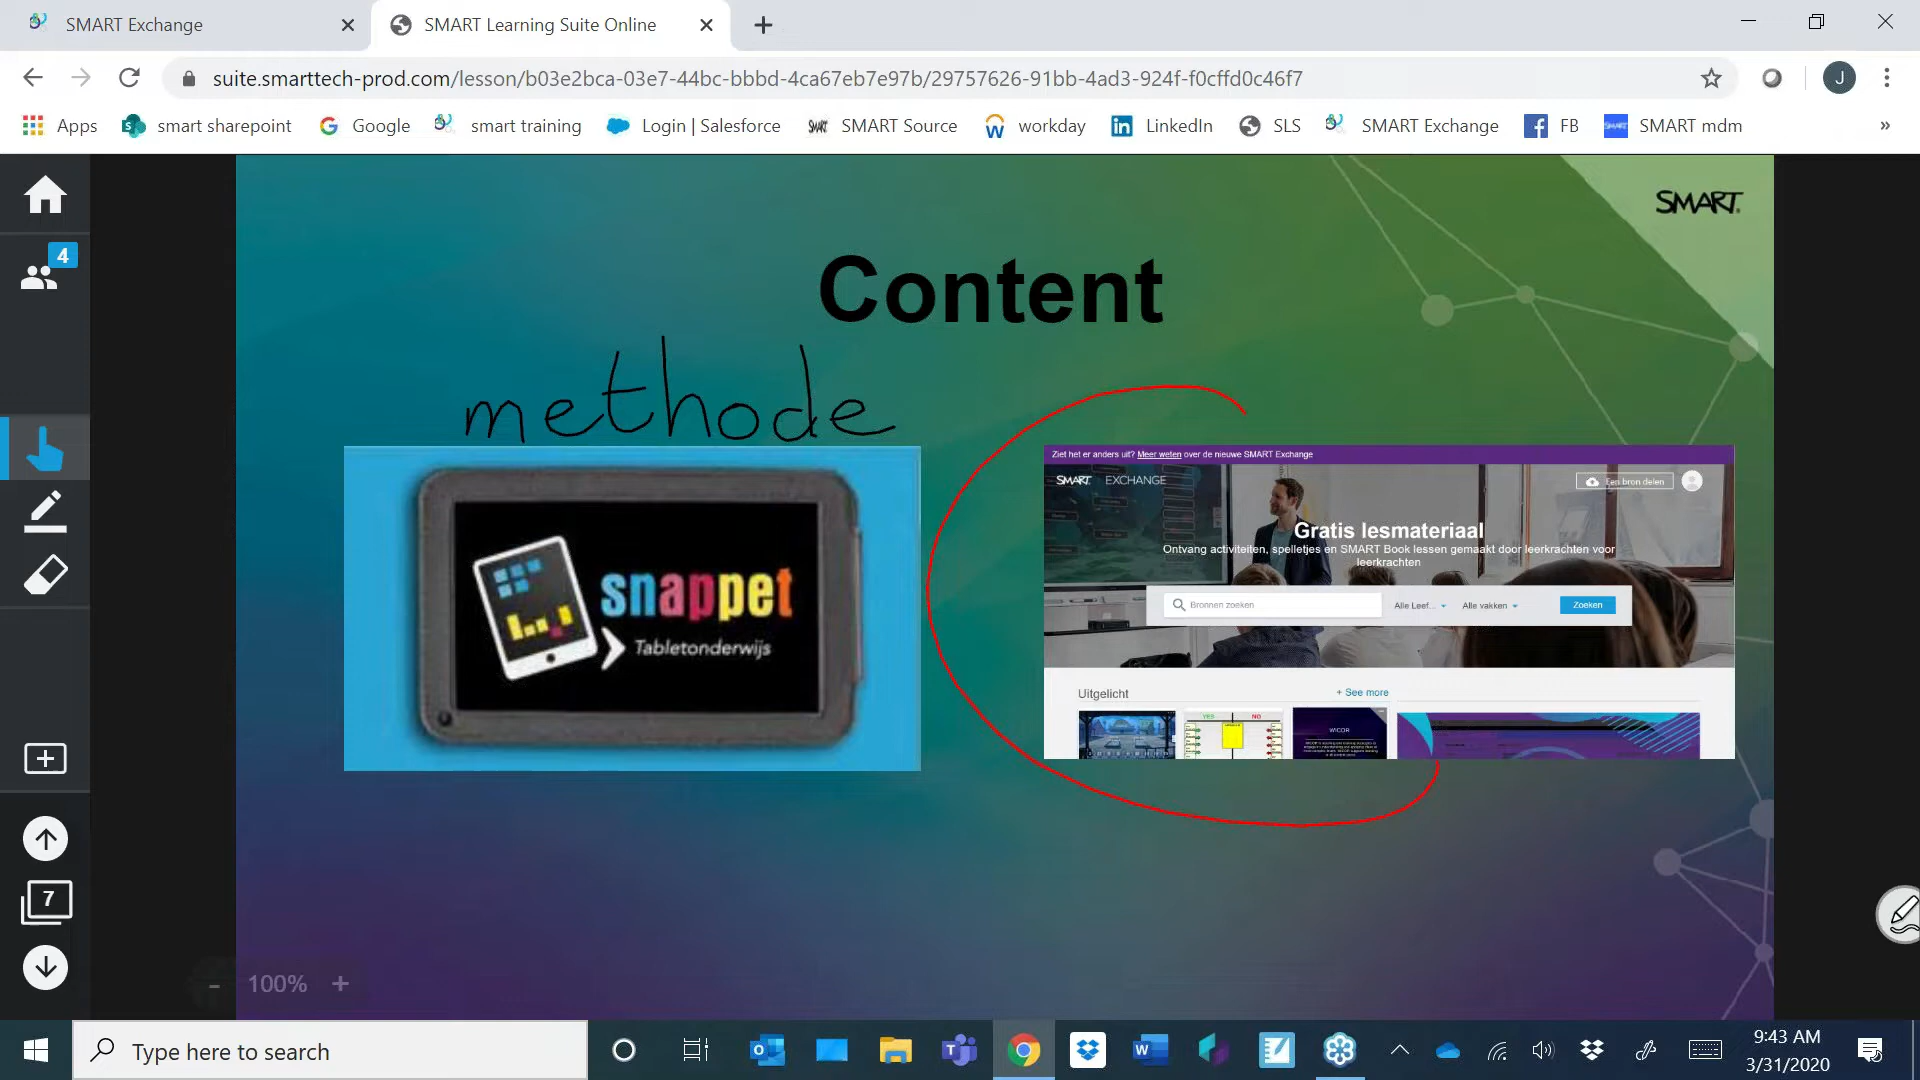 SMART Exchange
SMART Learning Suite Online
suite.smarttech-prod.com/lesson/b03e2bca-03e7-44bc-bbbd-4ca67eb7e97b/29757626-91bb-4ad3-924f-f0cffd0c46f7
J
Apps smart sharepoint Google smart training Login | Salesforce SMART Source workday LinkedIn SLS SMART Exchange FB SMART mdm »
4
SMART
Content
methode
snappet
Tabletonderwijs
Ziet het er anders uit? Meer weten over de nieuwe SMART Exchange
SMART EXCHANGE
Een bron delen
Gratis lesmateriaal
Ontvang activiteiten, spelletjes en SMART Book lessen gemaakt door leerkrachten voor
leerkrachten
Bronnen zoeken
Alle Leef...
Alle vakken
Zoeken
Uitgelicht
+ See more
YES NO
WICOR
7
- 100% +
Type here to search
9:43 AM
3/31/2020